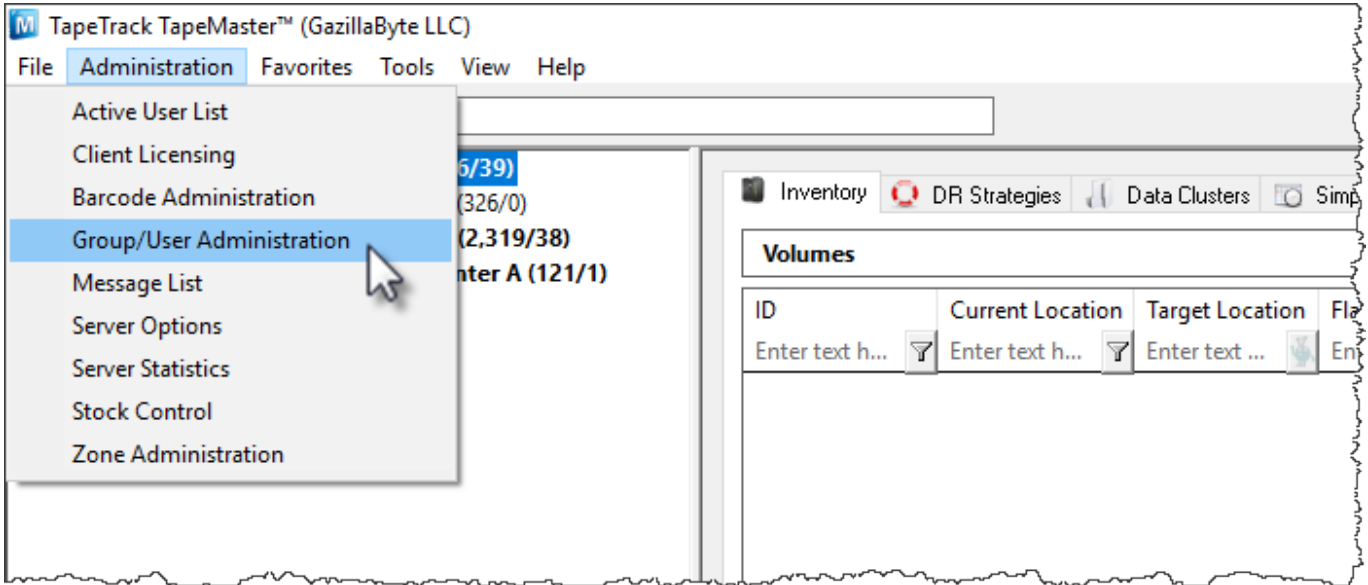 TapeTrack TapeMaster™ (GazillaByte LLC)
File Administration Favorites Tools View Help
Active User List
Client Licensing
Barcode Administration
Group/User Administration
Message List
Server Options
Server Statistics
Stock Control
Zone Administration
6/39)
(326/0)
(2,319/38)
nter A (121/1)
Inventory DR Strategies Data Clusters
Volumes
ID Current Location Target Location
Enter text h... Enter text h... Enter text ...